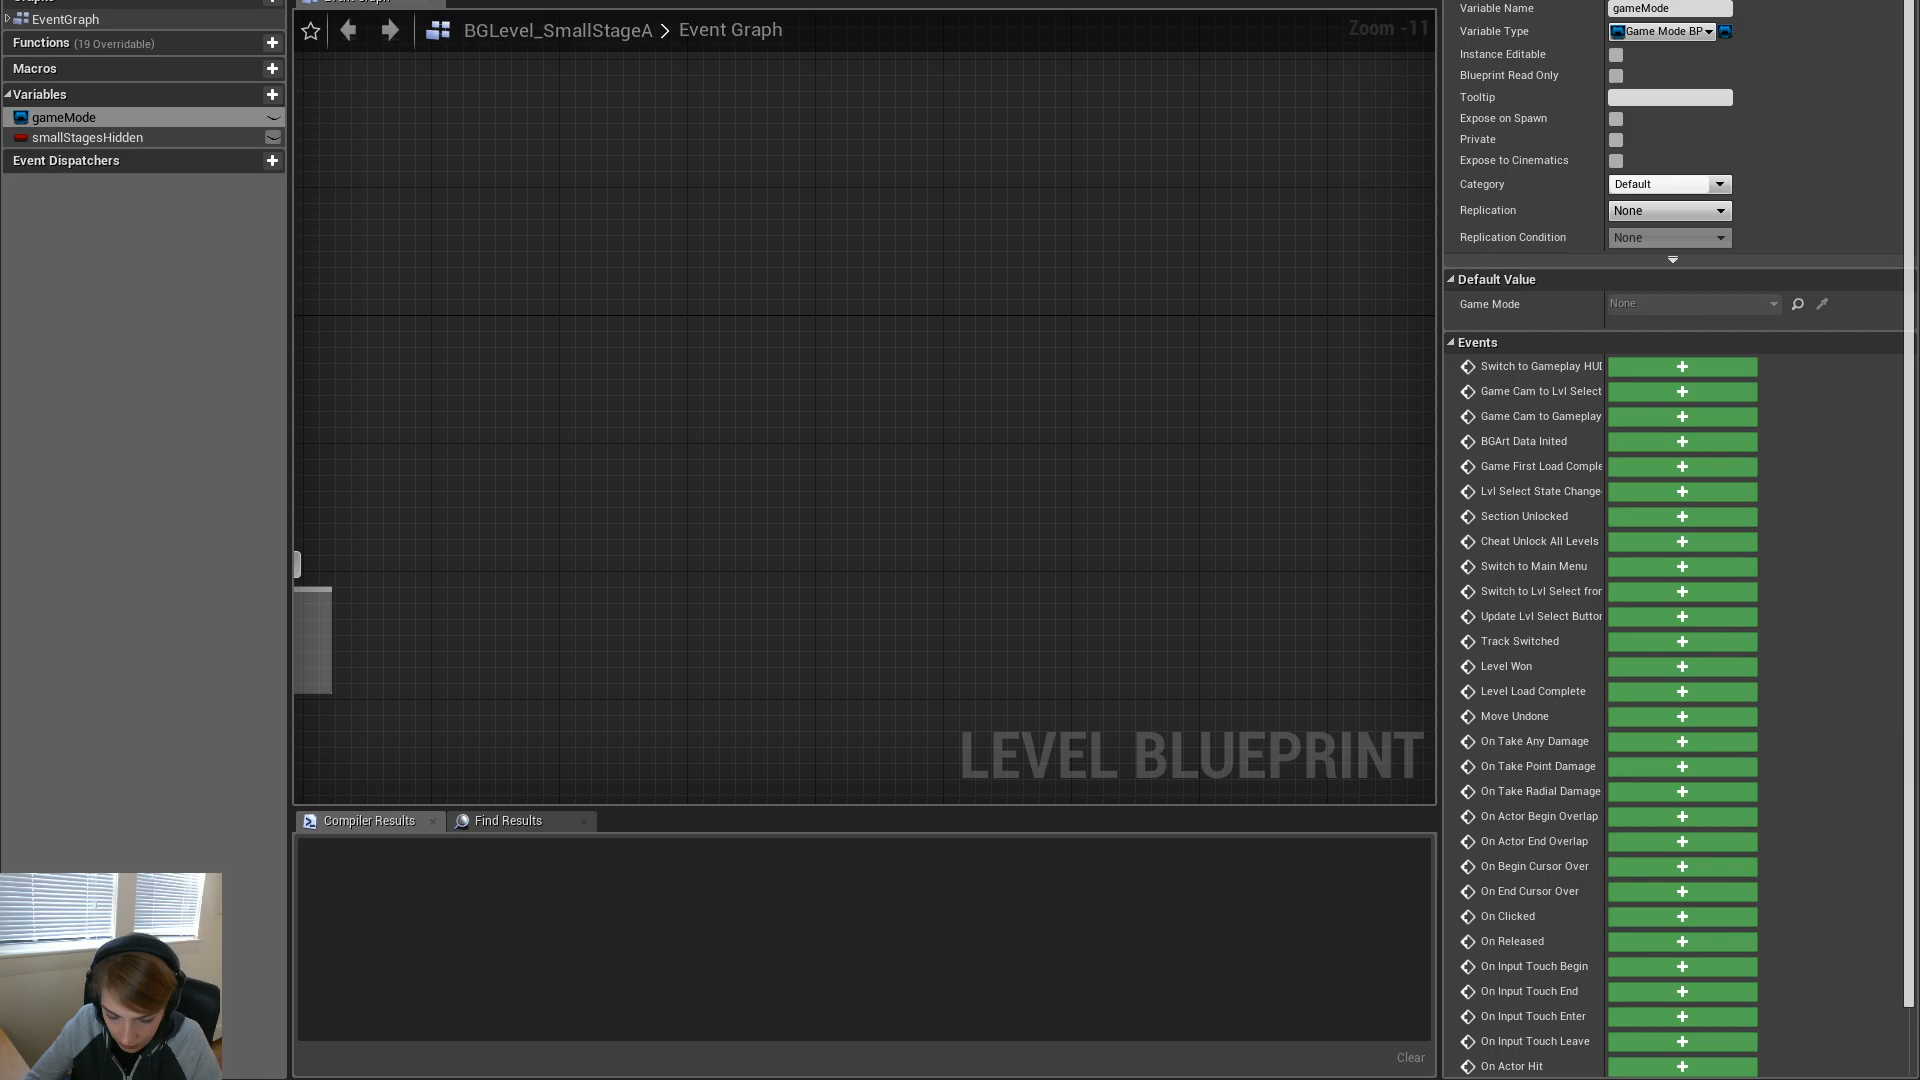 EventGraph
Functions (19 Overridable)
Macros
Variables
gameMode
smallStagesHidden
Event Dispatchers
BGLevel_SmallStageA > Event Graph
Zoom -11
LEVEL BLUEPRINT
Compiler Results
Find Results
Clear
Variable Name gameMode
Variable Type Game Mode BP
Instance Editable
Blueprint Read Only
Tooltip
Expose on Spawn
Private
Expose to Cinematics
Category Default
Replication None
Replication Condition None
Default Value
Game Mode None
Events
Switch to Gameplay HU
Game Cam to Lvl Select
Game Cam to Gameplay
BGArt Data Inited
Game First Load Comple
Lvl Select State Change
Section Unlocked
Cheat Unlock All Levels
Switch to Main Menu
Switch to Lvl Select fro
Update Lvl Select Button
Track Switched
Level Won
Level Load Complete
Move Undone
On Take Any Damage
On Take Point Damage
On Take Radial Damage
On Actor Begin Overlap
On Actor End Overlap
On Begin Cursor Over
On End Cursor Over
On Clicked
On Released
On Input Touch Begin
On Input Touch End
On Input Touch Enter
On Input Touch Leave
On Actor Hit